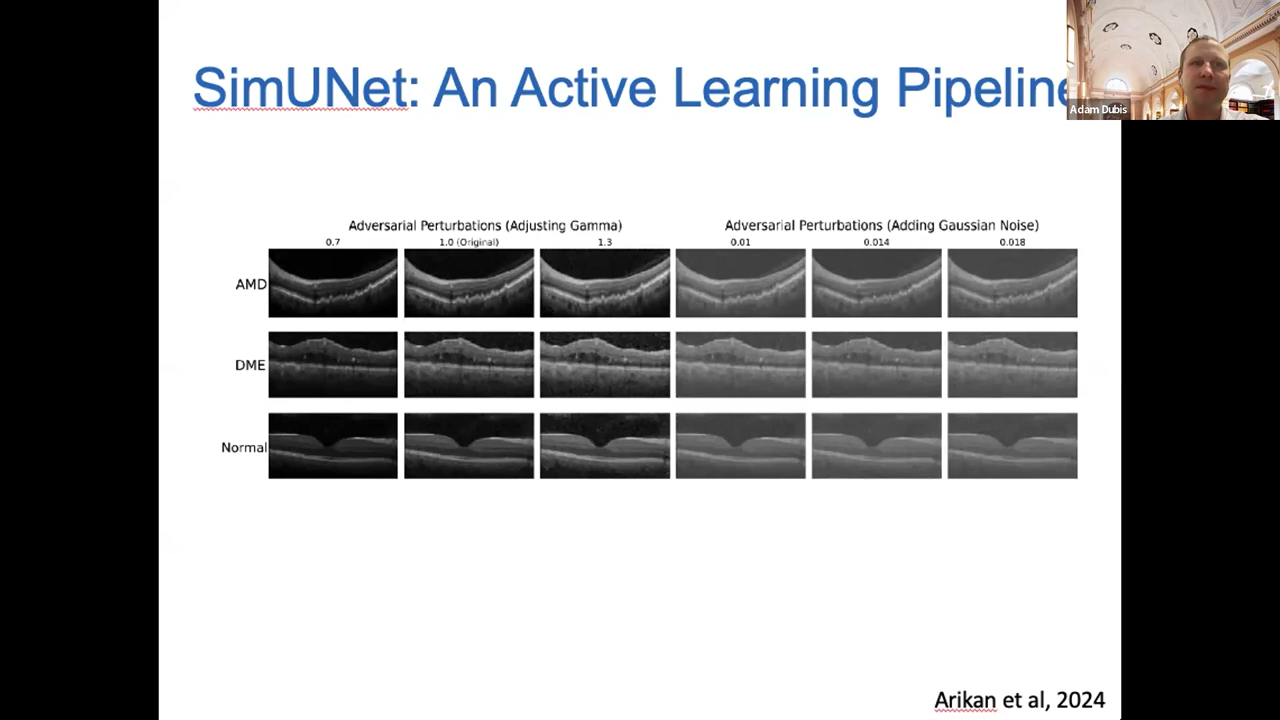 SimUNet: An Active Learning Pipeline
Adam Dubis
Adversarial Perturbations (Adjusting Gamma)
Adversarial Perturbations (Adding Gaussian Noise)
0.7
1.0 (Original)
1.3
0.01
0.014
0.018
AMD
DME
Normal
Arikan et al, 2024